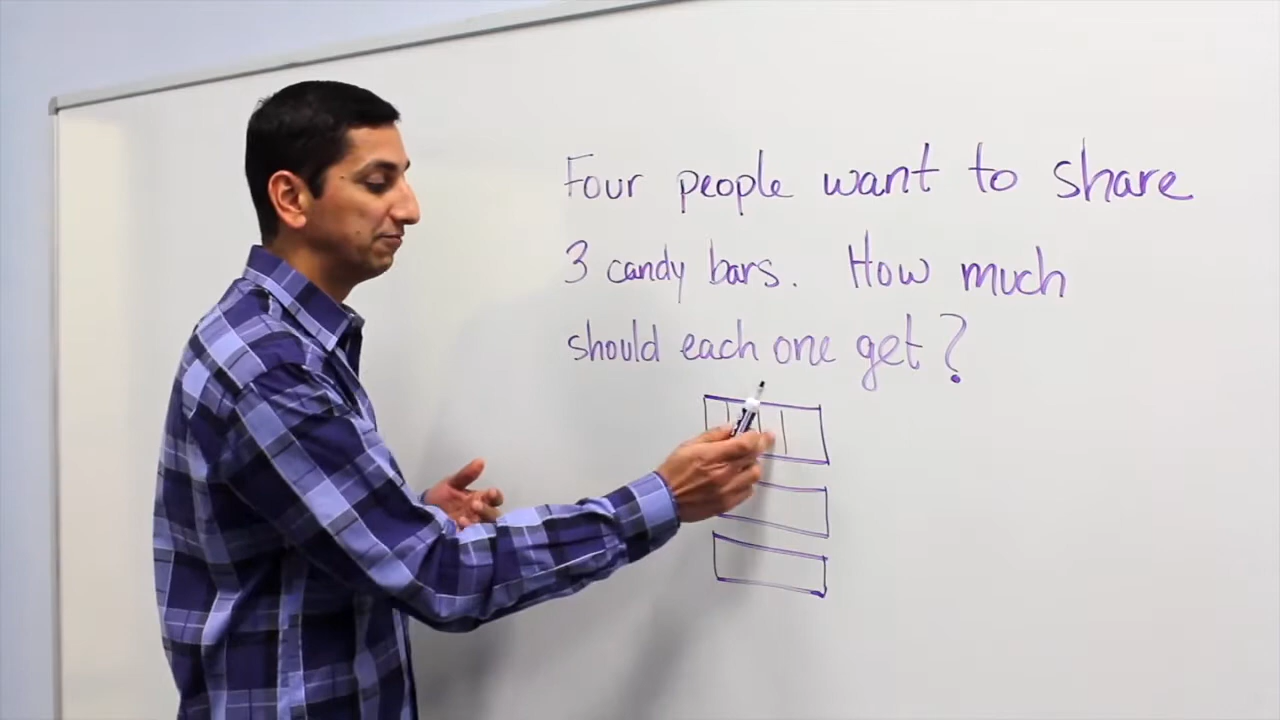 Four people want to share
3 candy bars. How much
should each one get?